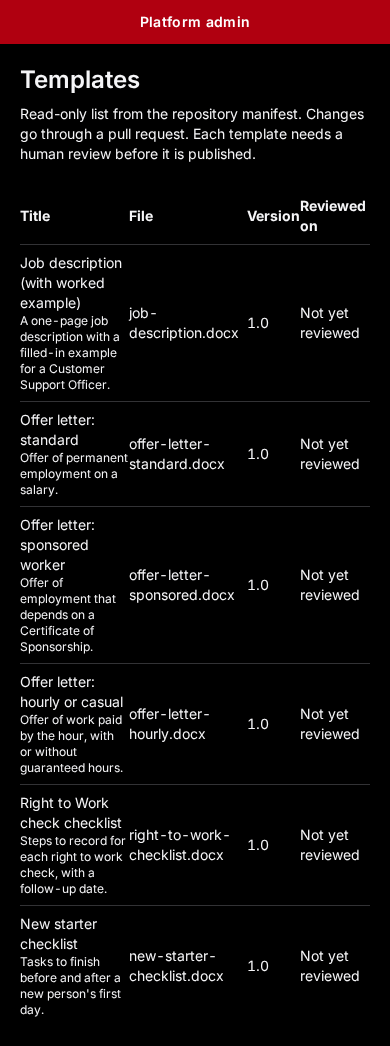 Platform admin
Templates
Read-only list from the repository manifest. Changes
go through a pull request. Each template needs a
human review before it is published.
Title File Version Reviewed on
Job description
(with worked
example)
A one-page job
description with a
filled-in example
for a Customer
Support Officer.
job-
description.docx
1.0
Not yet
reviewed
Offer letter:
standard
Offer of permanent
employment on a
salary.
offer-letter-
standard.docx
1.0
Not yet
reviewed
Offer letter:
sponsored
worker
Offer of
employment that
depends on a
Certificate of
Sponsorship.
offer-letter-
sponsored.docx
1.0
Not yet
reviewed
Offer letter:
hourly or casual
Offer of work paid
by the hour, with
or without
guaranteed hours.
offer-letter-
hourly.docx
1.0
Not yet
reviewed
Right to Work
check checklist
Steps to record for
each right to work
check, with a
follow-up date.
right-to-work-
checklist.docx
1.0
Not yet
reviewed
New starter
checklist
Tasks to finish
before and after a
new person's first
day.
new-starter-
checklist.docx
1.0
Not yet
reviewed